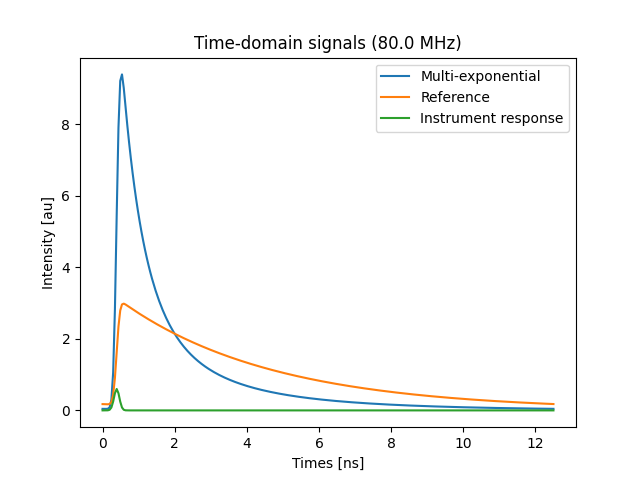 Time-domain signals (80.0 MHz)
Multi-exponential
Reference
Instrument response
Intensity [au]
8
6
4
2
0
0 2 4 6 8 10 12
Times [ns]